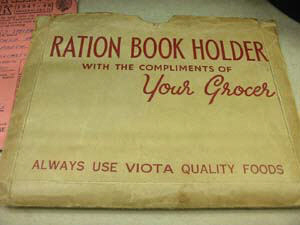 RATION BOOK HOLDER
WITH THE COMPLIMENTS OF
Your Grocer
ALWAYS USE VIOTA QUALITY FOODS